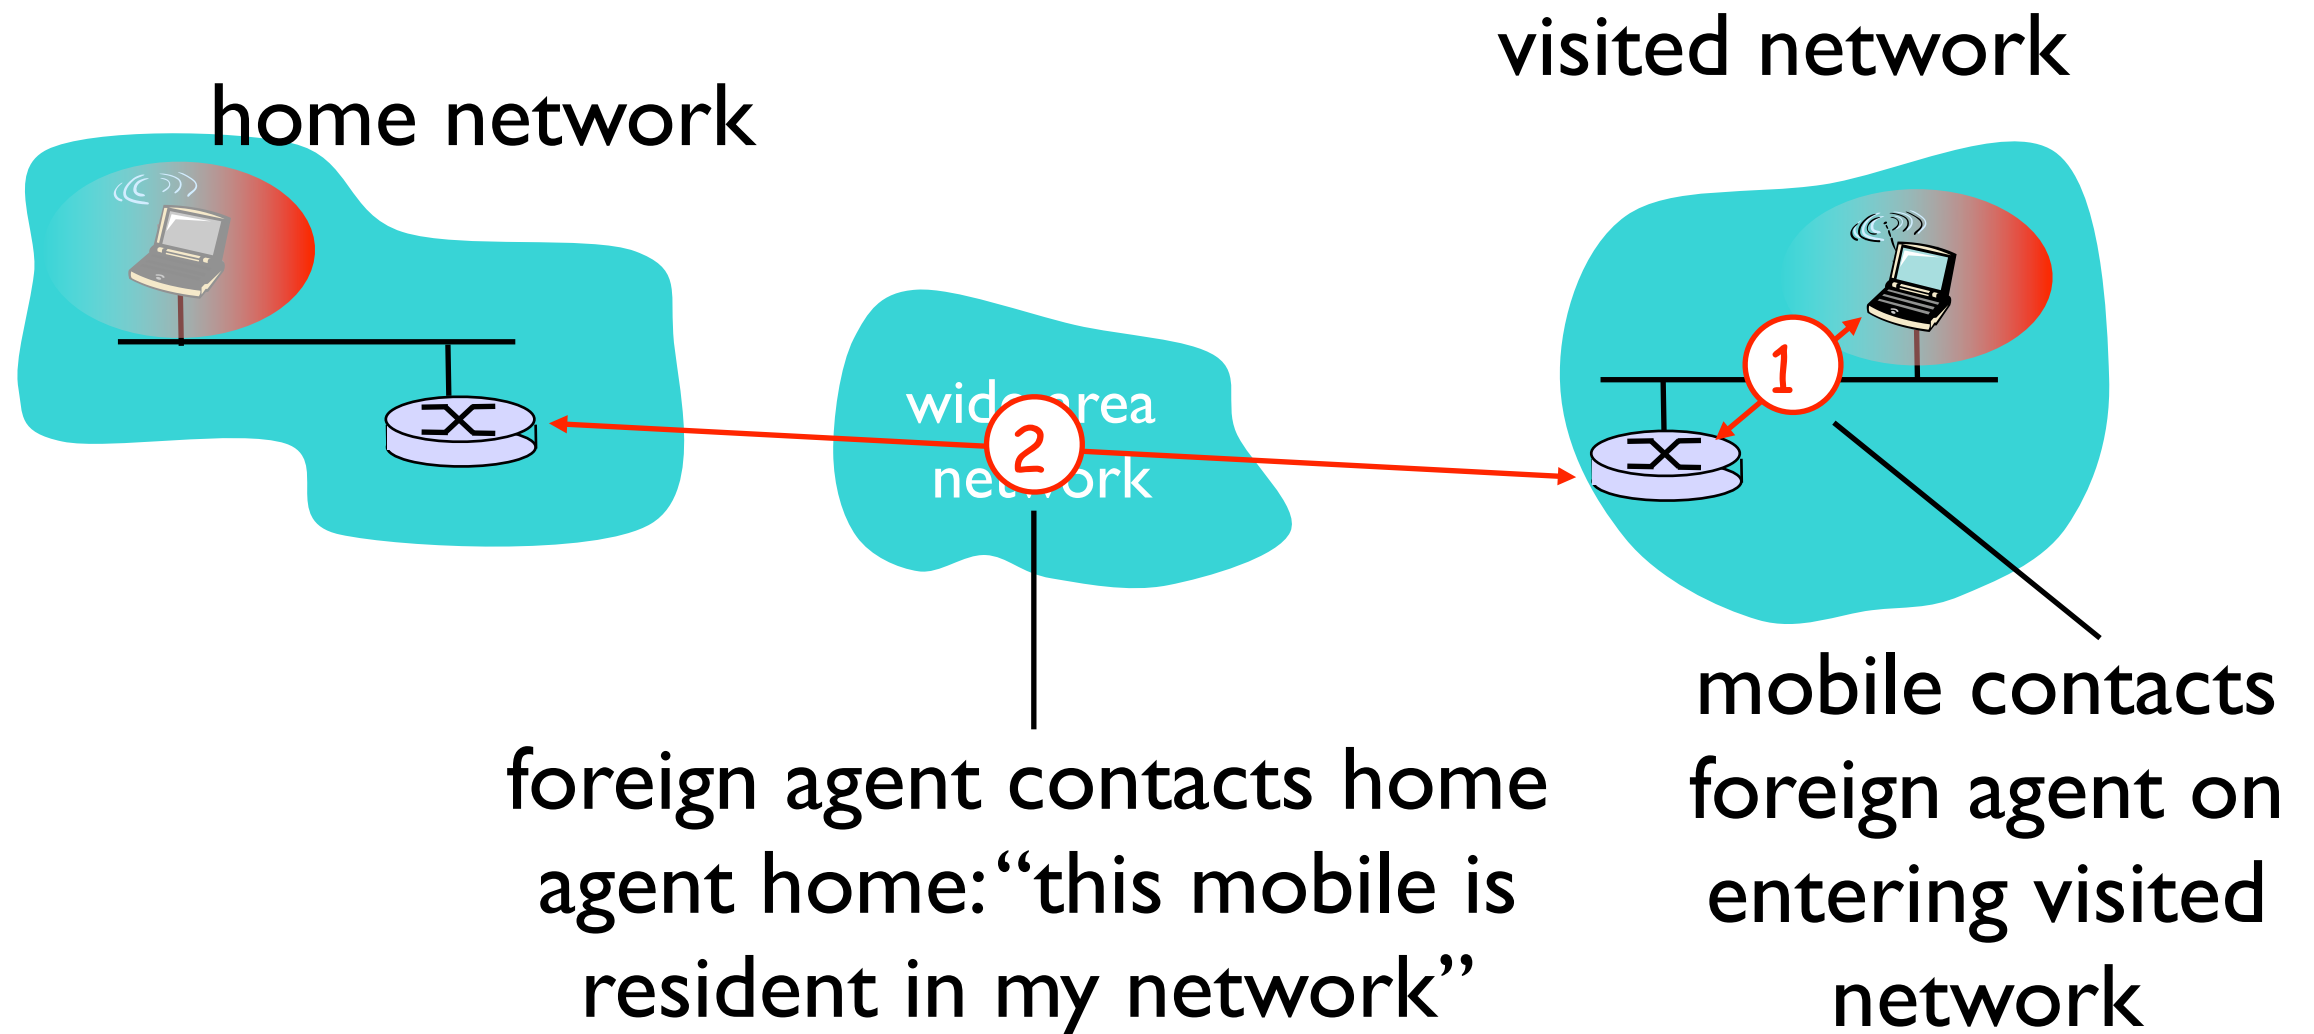 visited network
home network
wide area
network
1
2
mobile contacts
foreign agent on
entering visited
network
foreign agent contacts home
agent home: “this mobile is
resident in my network”